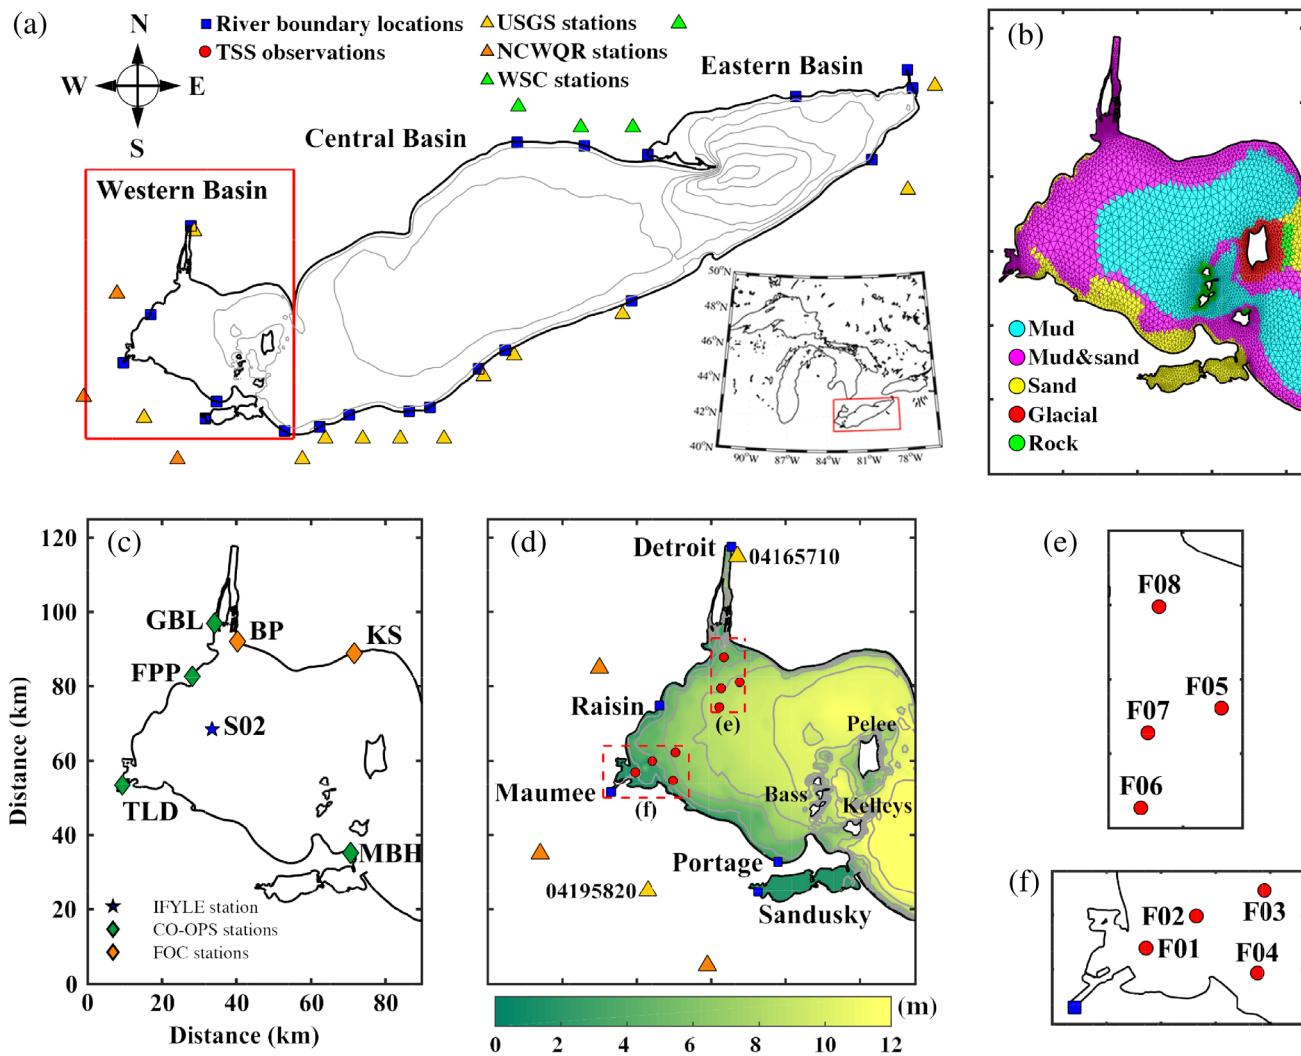 (a)
N
W E
S
River boundary locations
TSS observations
USGS stations
NCWQR stations
WSC stations
Eastern Basin
Central Basin
Western Basin
50°N
48°N
46°N
44°N
42°N
40°N
90°W 87°W 84°W 81°W 78°W
(b)
Mud
Mud&sand
Sand
Glacial
Rock
(c)
120
100
80
60
40
20
0
0 20 40 60 80
Distance (km)
Distance (km)
GBL
BP
KS
FPP
S02
TLD
MBH
IFYLE station
CO-OPS stations
FOC stations
(d)
Detroit
04165710
Raisin
(e)
Pelee
Maumee
(f)
Bass
Kelleys
Portage
04195820
Sandusky
(m)
0 2 4 6 8 10 12
(e)
F08
F05
F07
F06
(f)
F03
F02
F01
F04